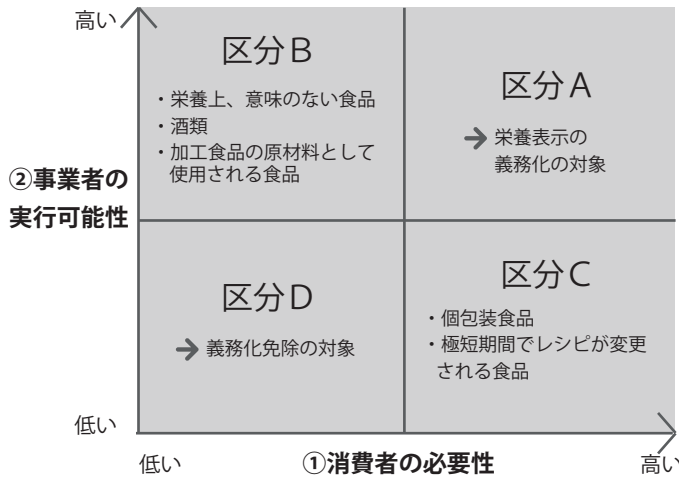 高い
区分B
・栄養上、意味のない食品
・酒類
・加工食品の原材料として
使用される食品
区分A
➔ 栄養表示の
義務化の対象
②事業者の
実行可能性
区分D
➔ 義務化免除の対象
区分C
・個包装食品
・極短期間でレシピが変更
される食品
低い
低い
①消費者の必要性
高い